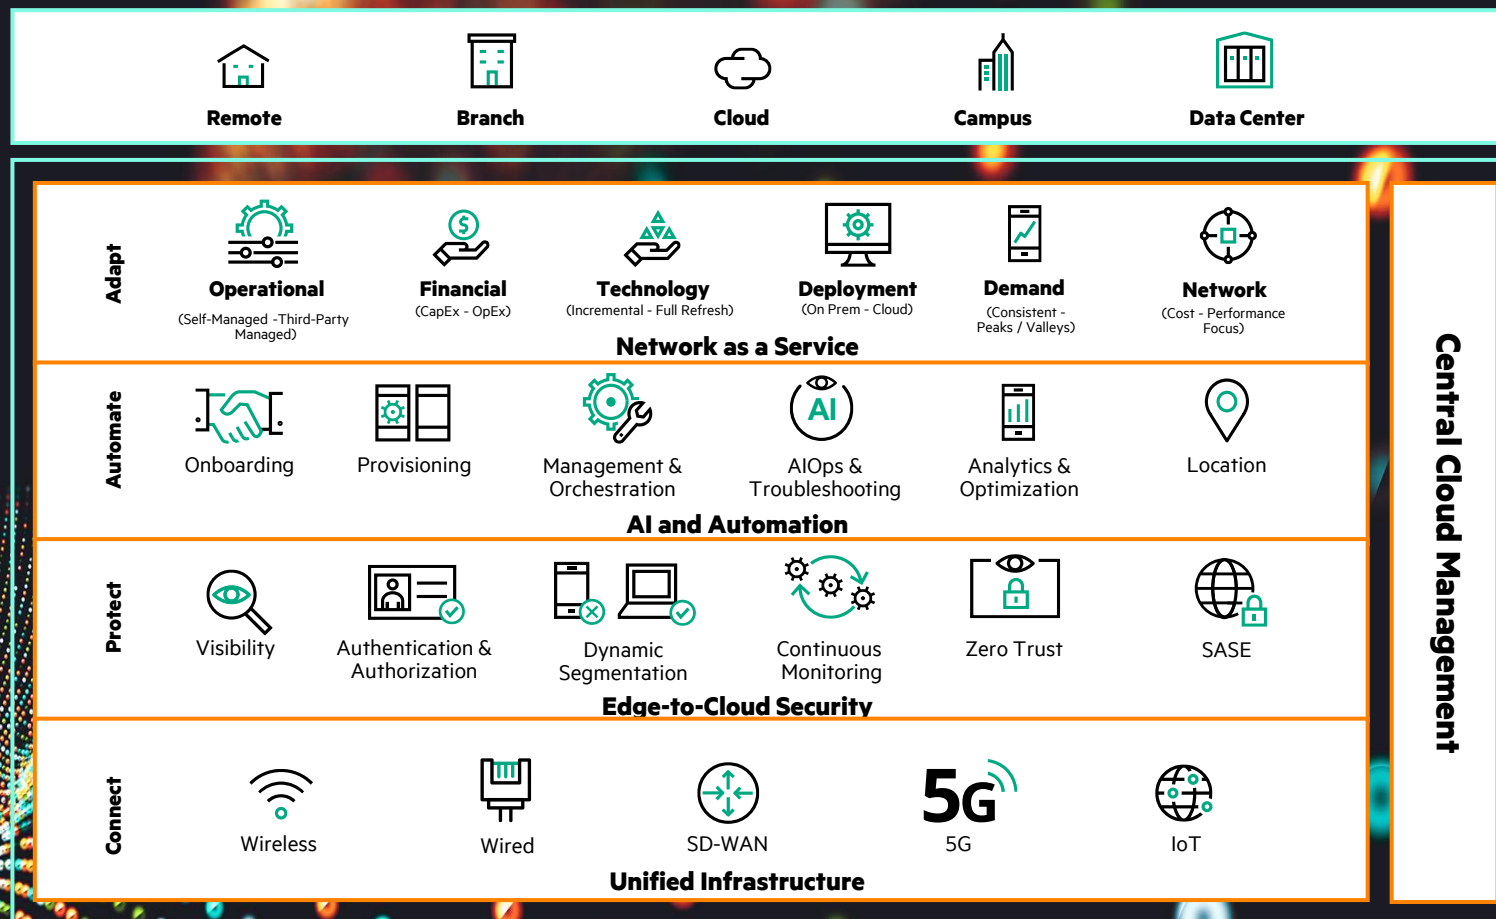 Remote
Branch
Cloud
Campus
Data Center
Adapt
Operational
(Self-Managed -Third-Party
Managed)
Financial
(CapEx - OpEx)
Technology
(Incremental - Full Refresh)
Deployment
(On Prem - Cloud)
Demand
(Consistent -
Peaks / Valleys)
Network
(Cost - Performance
Focus)
Network as a Service
Automate
Onboarding
Provisioning
Management &
Orchestration
AI
AIOps &
Troubleshooting
Analytics &
Optimization
Location
AI and Automation
Protect
Visibility
Authentication &
Authorization
Dynamic
Segmentation
Continuous
Monitoring
Zero Trust
SASE
Edge-to-Cloud Security
Connect
Wireless
Wired
SD-WAN
5G
5G
IoT
Unified Infrastructure
Central Cloud Management